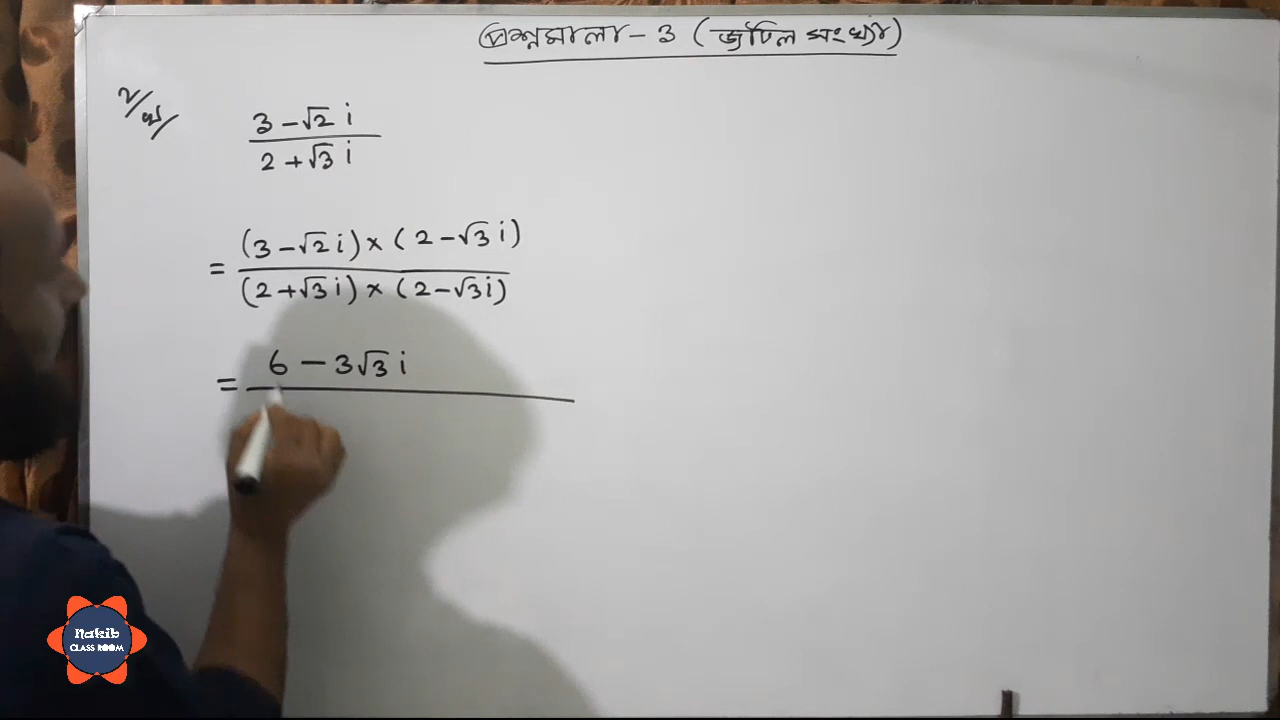 প্রশ্নমালা - 3 (জটিল সংখ্যা)
3 - √2 i
2 + √3 i
(3 - √2 i) × (2 - √3 i)
=
(2 + √3 i) × (2 - √3 i)
6 - 3√3 i
=
Nakib
CLASS ROOM